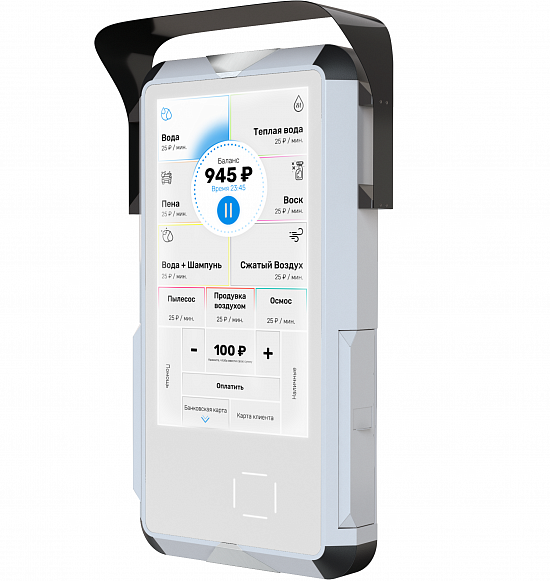 Вода
25 ₽ / мин.
Теплая вода
25 ₽ / мин.
Баланс
945 ₽
Время 23:45
Пена
25 ₽ / мин.
Воск
25 ₽ / мин.
Вода + Шампунь
25 ₽ / мин.
Сжатый Воздух
25 ₽ / мин.
Пылесос
25 ₽ / мин.
Продувка
воздухом
25 ₽ / мин.
Осмос
25 ₽ / мин.
- 100 ₽ +
Оплатить
Помощь
Наличные
Банковская карта
Карта клиента